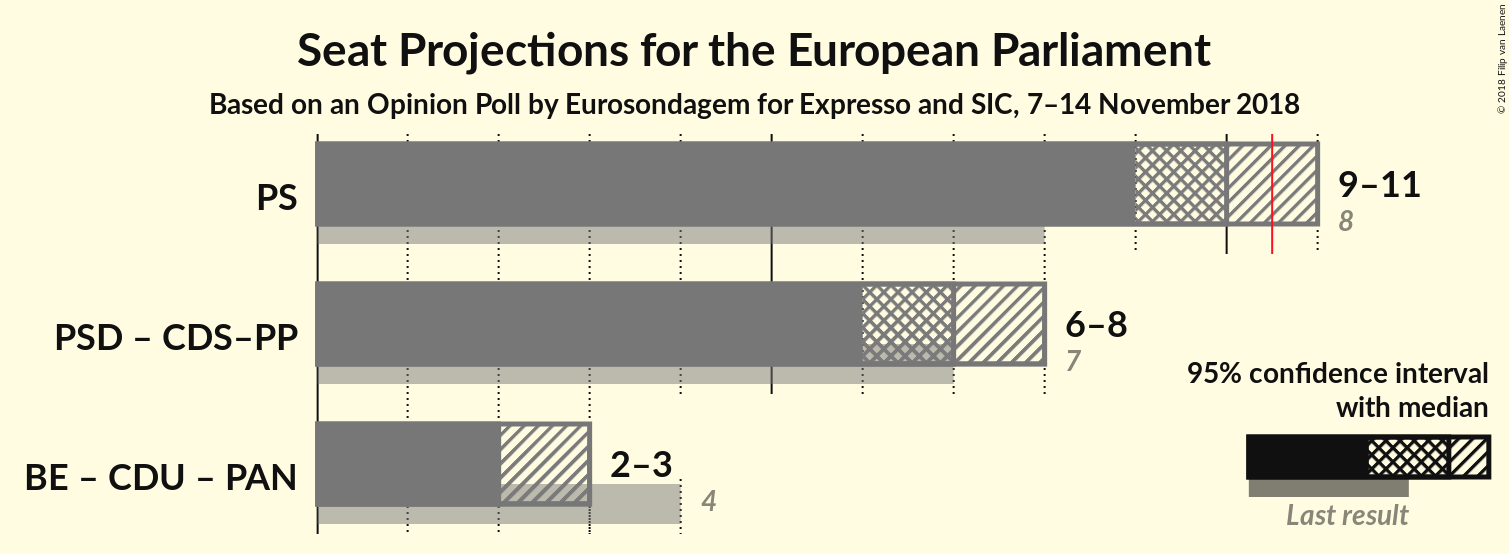 Seat Projections for the European Parliament
Based on an Opinion Poll by Eurosondagem for Expresso and SIC, 7–14 November 2018
© 2018 Filip van Laenen
PS
9–11
8
PSD – CDS–PP
6–8
7
BE – CDU – PAN
2–3
4
95% confidence interval
with median
Last result